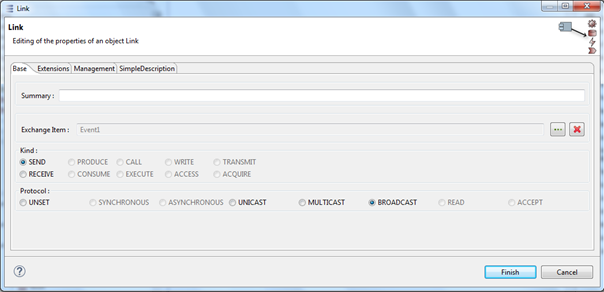 Link
Link
Editing of the properties of an object Link
Base Extensions Management SimpleDescription
Summary :
Exchange Item : Event1
Kind :
SEND PRODUCE CALL WRITE TRANSMIT
RECEIVE CONSUME EXECUTE ACCESS ACQUIRE
Protocol :
UNSET SYNCHRONOUS ASYNCHRONOUS UNICAST MULTICAST BROADCAST READ ACCEPT
Finish Cancel